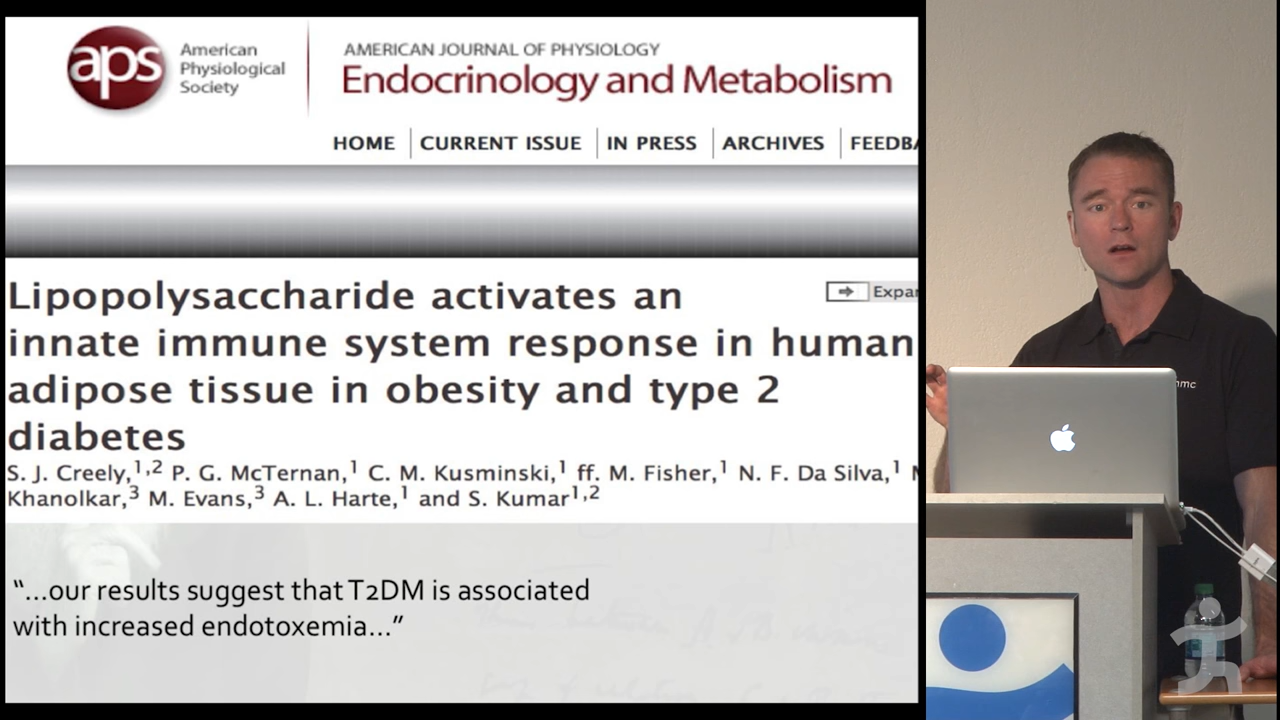 aps
American
Physiological
Society
AMERICAN JOURNAL OF PHYSIOLOGY
Endocrinology and Metabolism
HOME
CURRENT ISSUE
IN PRESS
ARCHIVES
FEEDBA
Lipopolysaccharide activates an
innate immune system response in human
adipose tissue in obesity and type 2
diabetes
Expan
S. J. Creely,1,2 P. G. McTernan,1 C. M. Kusminski,1 ff. M. Fisher,1 N. F. Da Silva,1 M
Khanolkar,3 M. Evans,3 A. L. Harte,1 and S. Kumar1,2
“...our results suggest that T2DM is associated
with increased endotoxemia...”